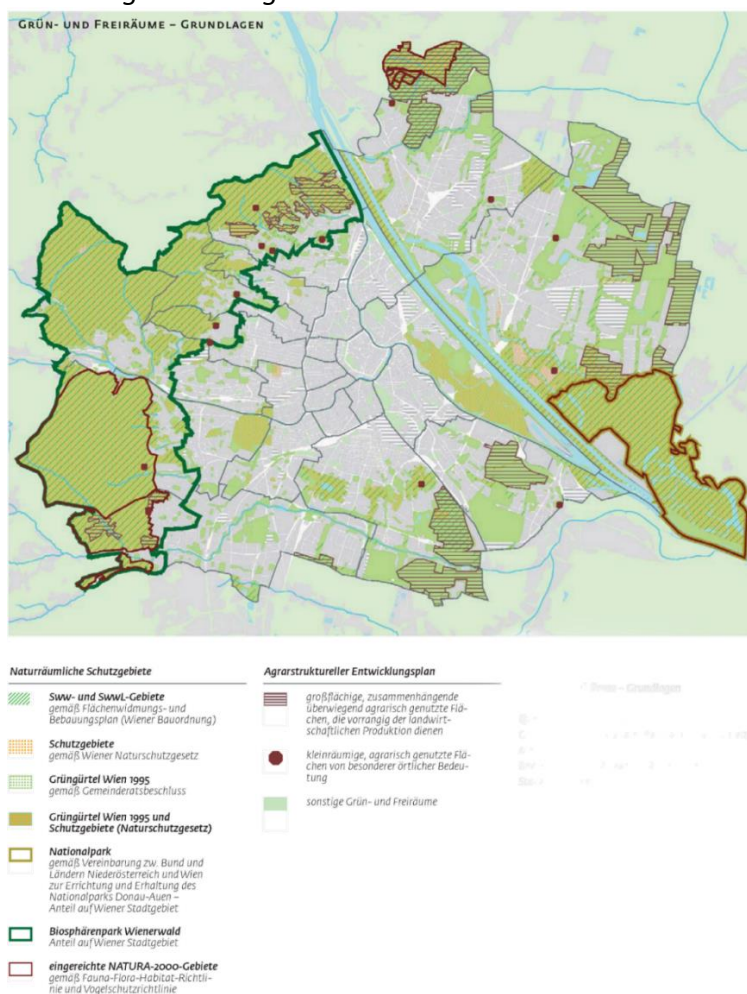 GRÜN- UND FREIRÄUME – GRUNDLAGEN
Naturräumliche Schutzgebiete
Sww- und SwwL-Gebiete
gemäß Flächenwidmungs- und
Bebauungsplan (Wiener Bauordnung)
Schutzgebiete
gemäß Wiener Naturschutzgesetz
Grüngürtel Wien 1995
gemäß Gemeinderatsbeschluss
Grüngürtel Wien 1995 und
Schutzgebiete (Naturschutzgesetz)
Nationalpark
gemäß Vereinbarung zw. Bund und
Ländern Niederösterreich und Wien
zur Errichtung und Erhaltung des
Nationalparks Donau-Auen –
Anteil auf Wiener Stadtgebiet
Biosphärenpark Wienerwald
Anteil auf Wiener Stadtgebiet
eingereichte NATURA-2000-Gebiete
gemäß Fauna-Flora-Habitat-Richtli-
nie und Vogelschutzrichtlinie
Agrarstruktureller Entwicklungsplan
großflächige, zusammenhängende
überwiegend agrarisch genutzte Flä-
chen, die vorrangig der landwirt-
schaftlichen Produktion dienen
kleinräumige, agrarisch genutzte Flä-
chen von besonderer örtlicher Bedeu-
tung
sonstige Grün- und Freiräume
– Grundlagen